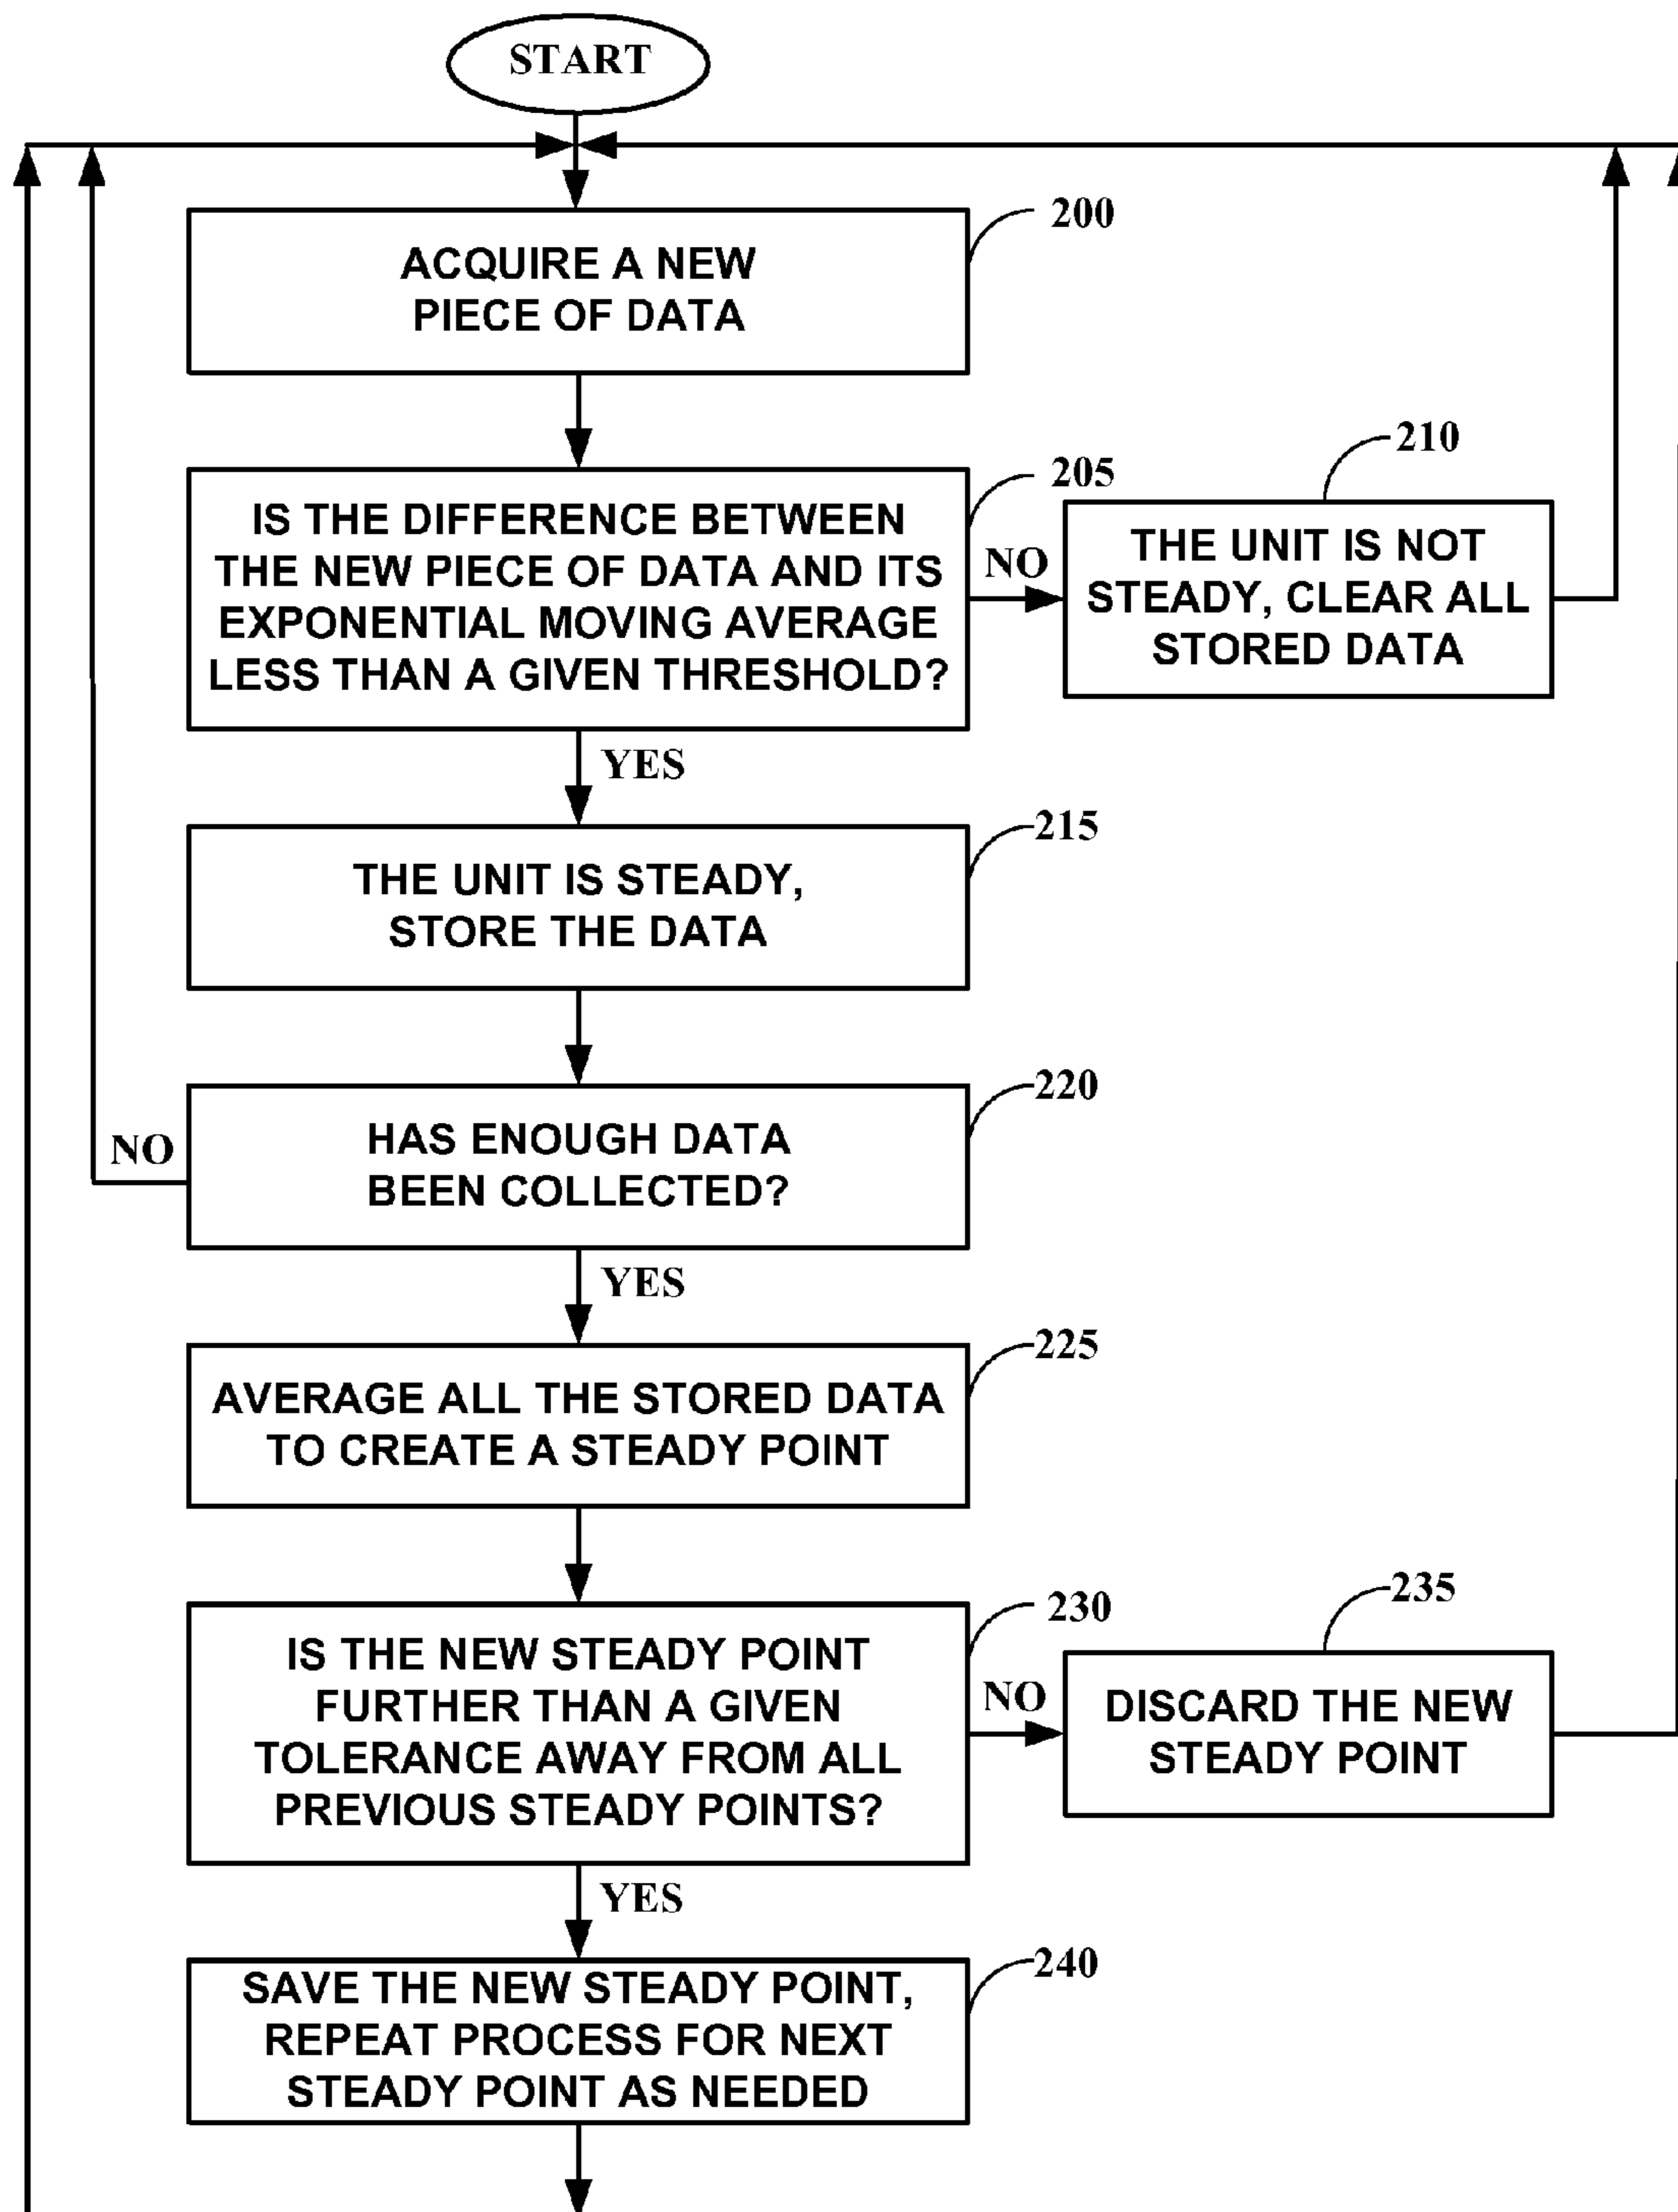 START
200
ACQUIRE A NEW
PIECE OF DATA
205
IS THE DIFFERENCE BETWEEN
THE NEW PIECE OF DATA AND ITS
EXPONENTIAL MOVING AVERAGE
LESS THAN A GIVEN THRESHOLD?
NO
210
THE UNIT IS NOT
STEADY, CLEAR ALL
STORED DATA
YES
215
THE UNIT IS STEADY,
STORE THE DATA
220
HAS ENOUGH DATA
BEEN COLLECTED?
NO
YES
225
AVERAGE ALL THE STORED DATA
TO CREATE A STEADY POINT
230
IS THE NEW STEADY POINT
FURTHER THAN A GIVEN
TOLERANCE AWAY FROM ALL
PREVIOUS STEADY POINTS?
NO
235
DISCARD THE NEW
STEADY POINT
YES
240
SAVE THE NEW STEADY POINT,
REPEAT PROCESS FOR NEXT
STEADY POINT AS NEEDED